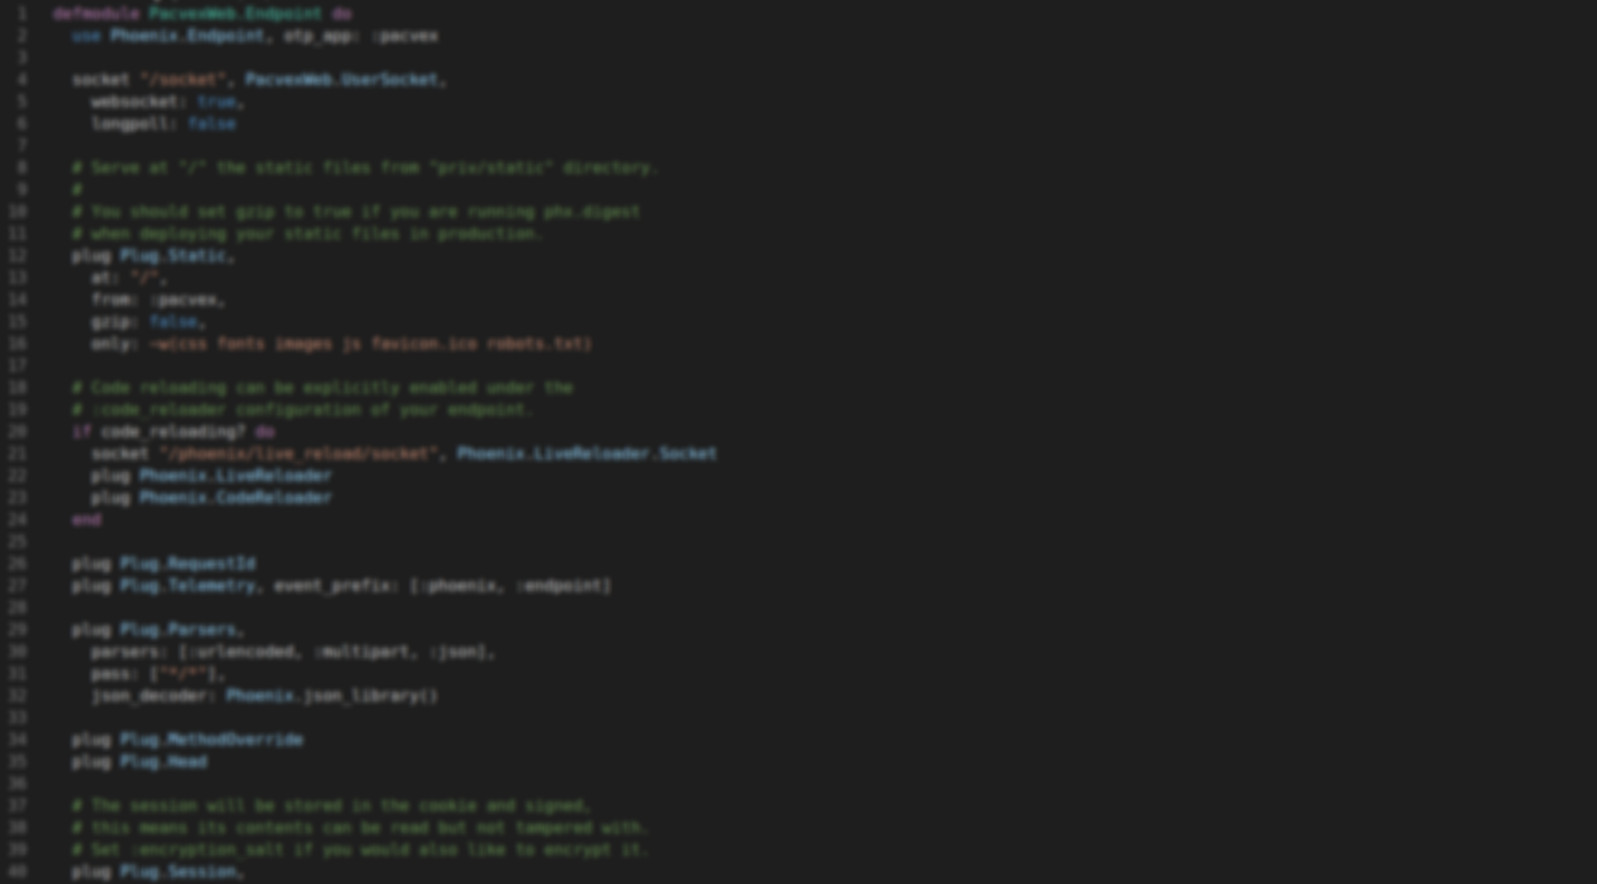 1 defmodule PacvexWeb.Endpoint do
2 use Phoenix.Endpoint, otp_app: :pacvex
3
4 socket "/socket", PacvexWeb.UserSocket,
5 websocket: true,
6 longpoll: false
7
8 # Serve at "/" the static files from "priv/static" directory.
9 #
10 # You should set gzip to true if you are running phx.digest
11 # when deploying your static files in production.
12 plug Plug.Static,
13 at: "/",
14 from: :pacvex,
15 gzip: false,
16 only: ~w(css fonts images js favicon.ico robots.txt)
17
18 # Code reloading can be explicitly enabled under the
19 # :code_reloader configuration of your endpoint.
20 if code_reloading? do
21 socket "/phoenix/live_reload/socket", Phoenix.LiveReloader.Socket
22 plug Phoenix.LiveReloader
23 plug Phoenix.CodeReloader
24 end
25
26 plug Plug.RequestId
27 plug Plug.Telemetry, event_prefix: [:phoenix, :endpoint]
28
29 plug Plug.Parsers,
30 parsers: [:urlencoded, :multipart, :json],
31 pass: ["*/*"],
32 json_decoder: Phoenix.json_library()
33
34 plug Plug.MethodOverride
35 plug Plug.Head
36
37 # The session will be stored in the cookie and signed,
38 # this means its contents can be read but not tampered with.
39 # Set :encryption_salt if you would also like to encrypt it.
40 plug Plug.Session,